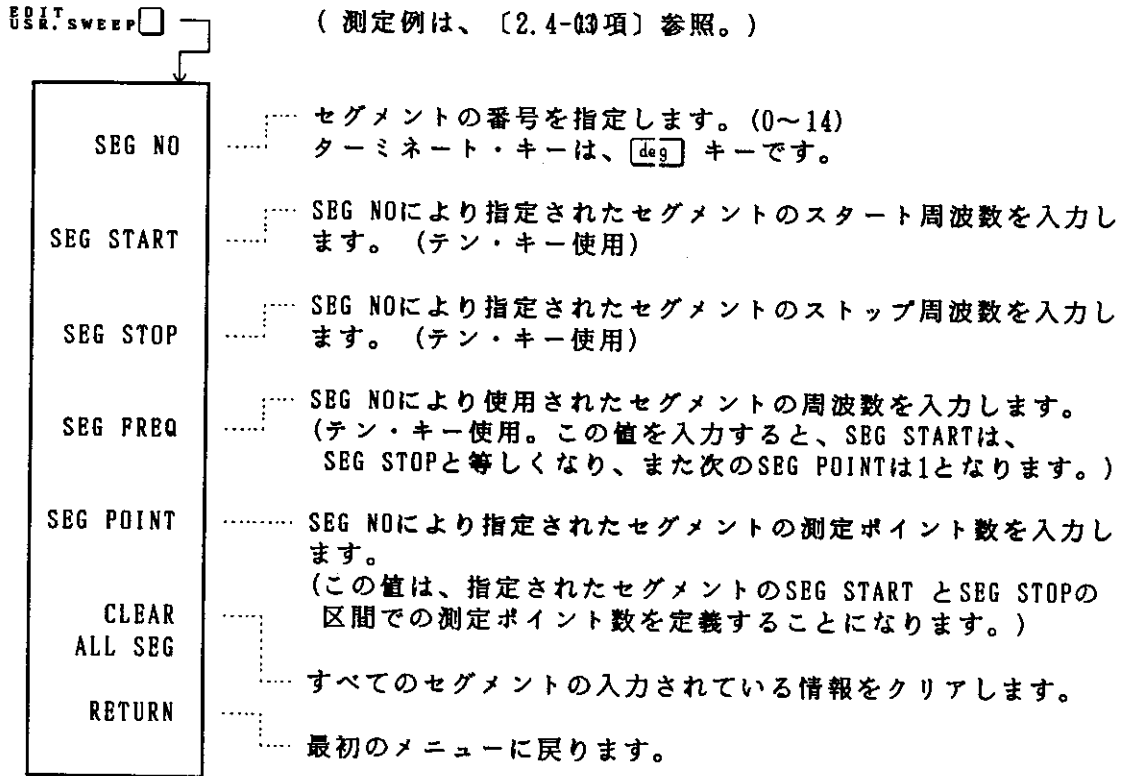 EDIT
USR. SWEEP
( 測定例は、〔2.4-03項〕参照。)
SEG NO
セグメントの番号を指定します。(0～14)
ターミネート・キーは、deg キーです。
SEG START
SEG NOにより指定されたセグメントのスタート周波数を入力し
ます。 (テン・キー使用)
SEG STOP
SEG NOにより指定されたセグメントのストップ周波数を入力し
ます。 (テン・キー使用)
SEG FREQ
SEG NOにより使用されたセグメントの周波数を入力します。
(テン・キー使用。この値を入力すると、SEG STARTは、
SEG STOPと等しくなり、また次のSEG POINTは1となります。)
SEG POINT
SEG NOにより指定されたセグメントの測定ポイント数を入力し
ます。
(この値は、指定されたセグメントのSEG START とSEG STOPの
区間での測定ポイント数を定義することになります。)
CLEAR
ALL SEG
すべてのセグメントの入力されている情報をクリアします。
RETURN
最初のメニューに戻ります。